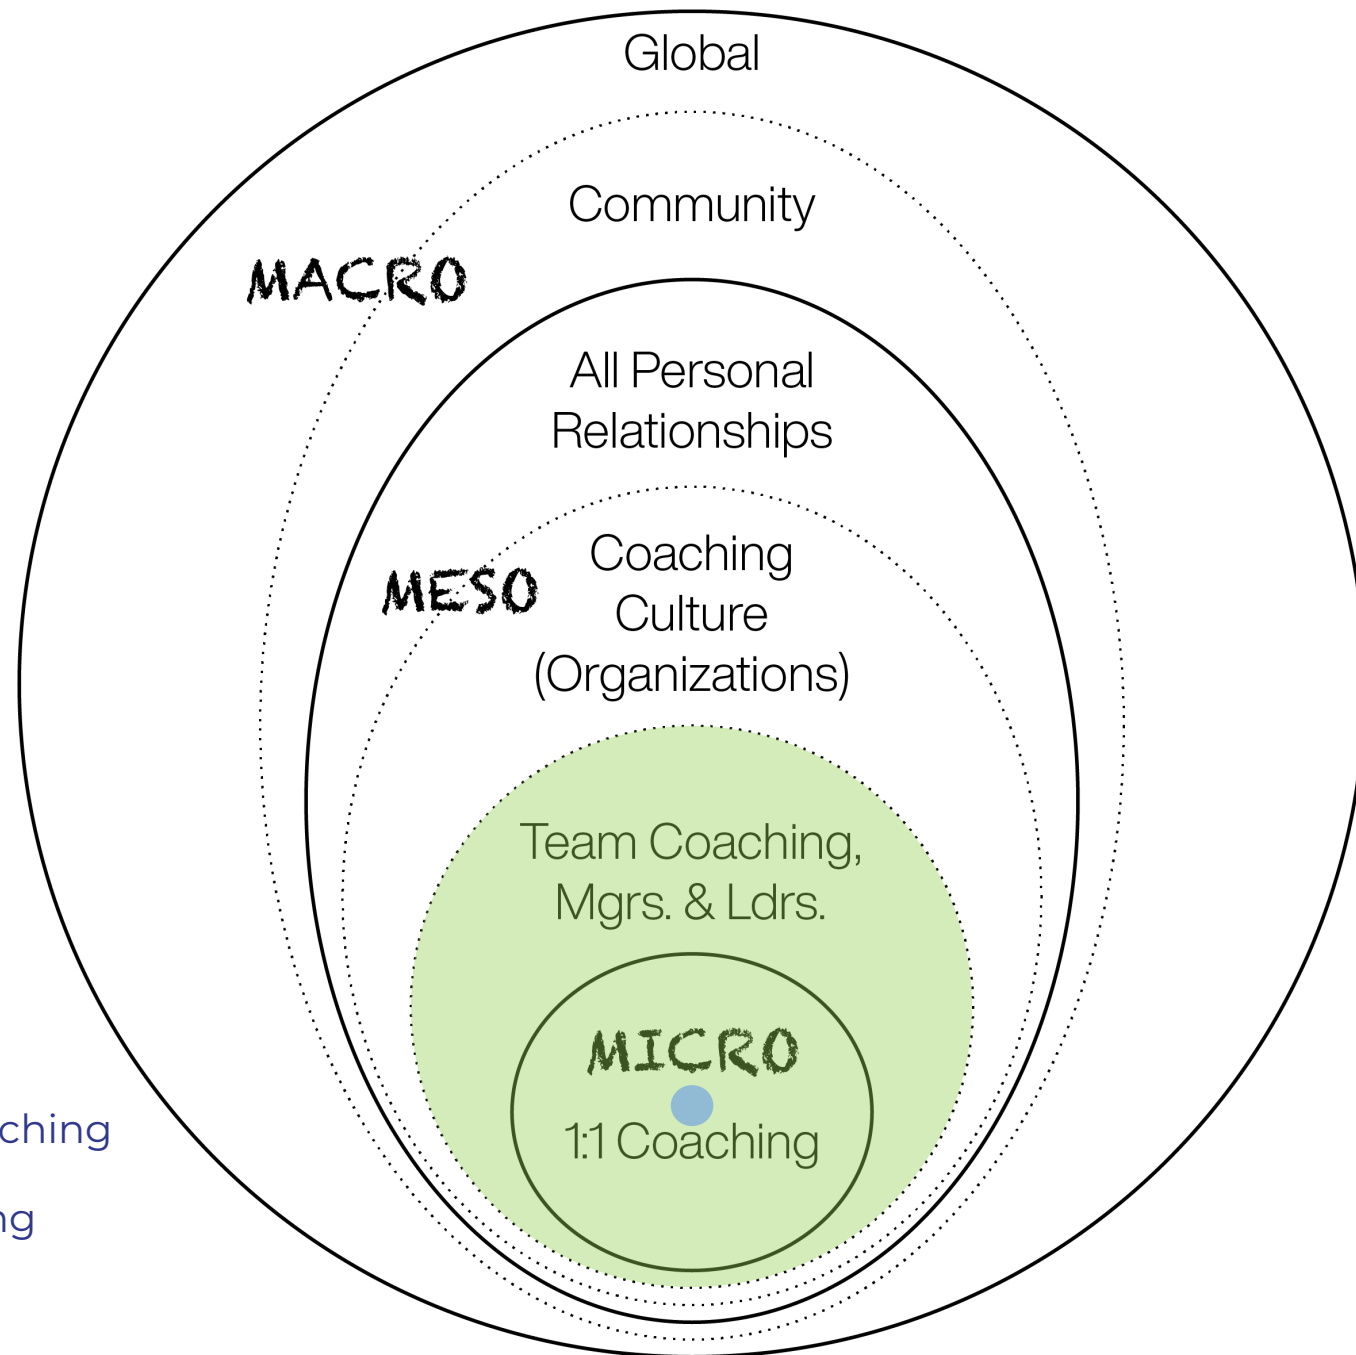 Global
Community
MACRO
All Personal
Relationships
MESO
Coaching
Culture
(Organizations)
Team Coaching,
Mgrs. & Ldrs.
MICRO
1:1 Coaching
ching
ng